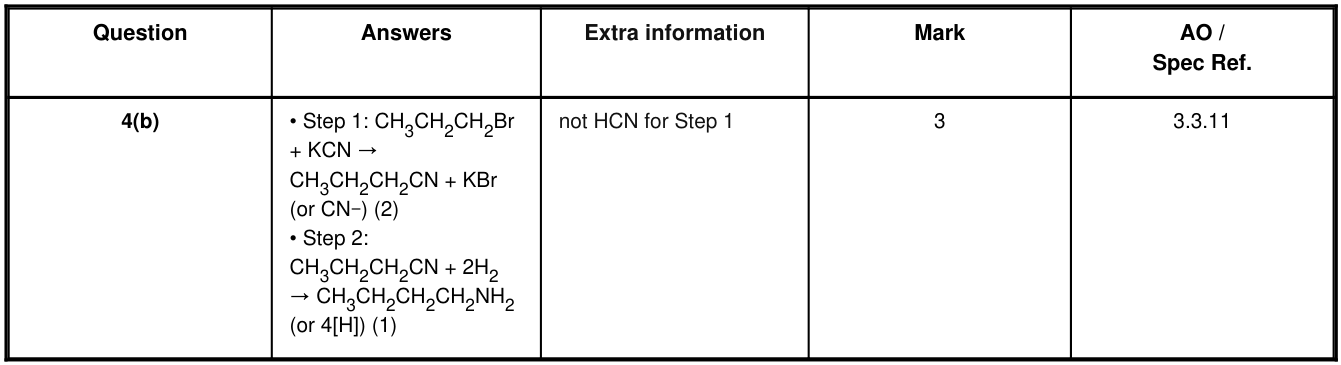 Question Answers Extra information Mark AO /
Spec Ref.
4(b) • Step 1: CH₃CH₂CH₂Br not HCN for Step 1 3 3.3.11
+ KCN →
CH₃CH₂CH₂CN + KBr
(or CN−) (2)
• Step 2:
CH₃CH₂CH₂CN + 2H₂
→ CH₃CH₂CH₂CH₂NH₂
(or 4[H]) (1)